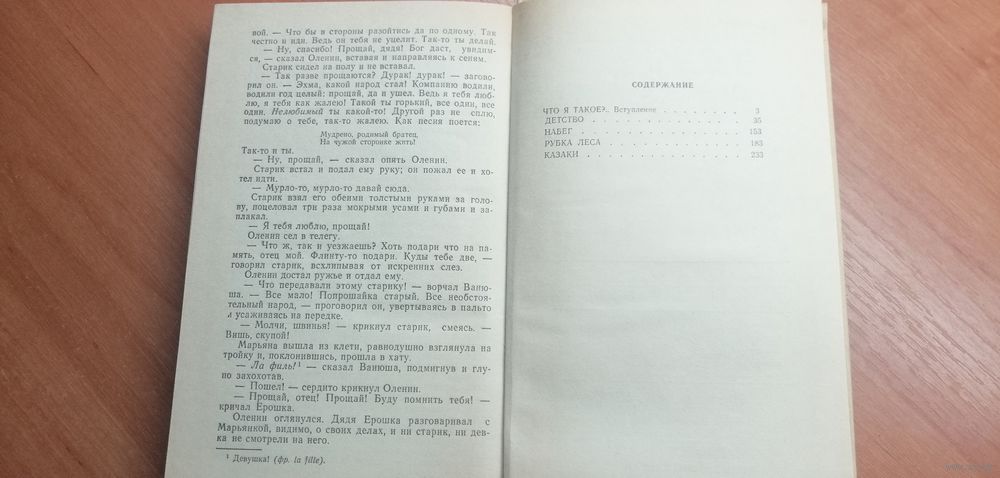 вой. — Что бы в стороны разойтись да по одному. Так
честно и иди. Ведь он тебя не уцелит. Так-то ты делай.
— Ну, спасибо! Прощай, дядя! Бог даст, увидим-
ся, — сказал Оленин, вставая и направляясь к сеням.
Старик сидел на полу и не вставал.
— Так разве прощаются? Дурак! дурак! — загово-
рил он. — Эхма, какой народ стал! Компанию водили,
водили год целый: прощай, да и ушел. Ведь я тебя люб-
лю, я тебя как жалею! Такой ты горький, все один, все
один. Нелюбимый ты какой-то! Другой раз не сплю,
подумаю о тебе, так-то жалею. Как песня поется:
Мудрено, родимый братец,
На чужой сторонке жить!
Так-то и ты.
— Ну, прощай, — сказал опять Оленин.
Старик встал и подал ему руку; он пожал ее и хо-
тел идти.
— Мурло-то, мурло-то давай сюда.
Старик взял его обеими толстыми руками за голо-
ву, поцеловал три раза мокрыми усами и губами и за-
плакал.
— Я тебя люблю, прощай!
Оленин сел в телегу.
— Что ж, так и уезжаешь? Хоть подари что на па-
мять, отец мой. Флинту-то подари. Куды тебе две, —
говорил старик, всхлипывая от искренних слез.
Оленин достал ружье и отдал ему.
— Что передавали этому старику! — ворчал Ваню-
ша. — Все мало! Попрошайка старый. Все необстоя-
тельный народ, — проговорил он, увертываясь в пальто
и усаживаясь на передке.
— Молчи, швинья! — крикнул старик, смеясь. —
Вишь, скупой!
Марьяна вышла из клети, равнодушно взглянула на
тройку и, поклонившись, прошла в хату.
— Ла филь!¹ — сказал Ванюша, подмигнув и глу-
по захохотав.
— Пошел! — сердито крикнул Оленин.
— Прощай, отец! Прощай! Буду помнить тебя! —
кричал Ерошка.
Оленин оглянулся. Дядя Ерошка разговаривал с
Марьянкой, видимо, о своих делах, и ни старик, ни дев-
ка не смотрели на него.
¹ Девушка! (фр. la fille).
СОДЕРЖАНИЕ
ЧТО Я ТАКОЕ?.. Вступление . . . . . . . 3
ДЕТСТВО . . . . . . . . . . . . 35
НАБЕГ . . . . . . . . . . . . . 153
РУБКА ЛЕСА . . . . . . . . . . . 183
КАЗАКИ . . . . . . . . . . . . . 233